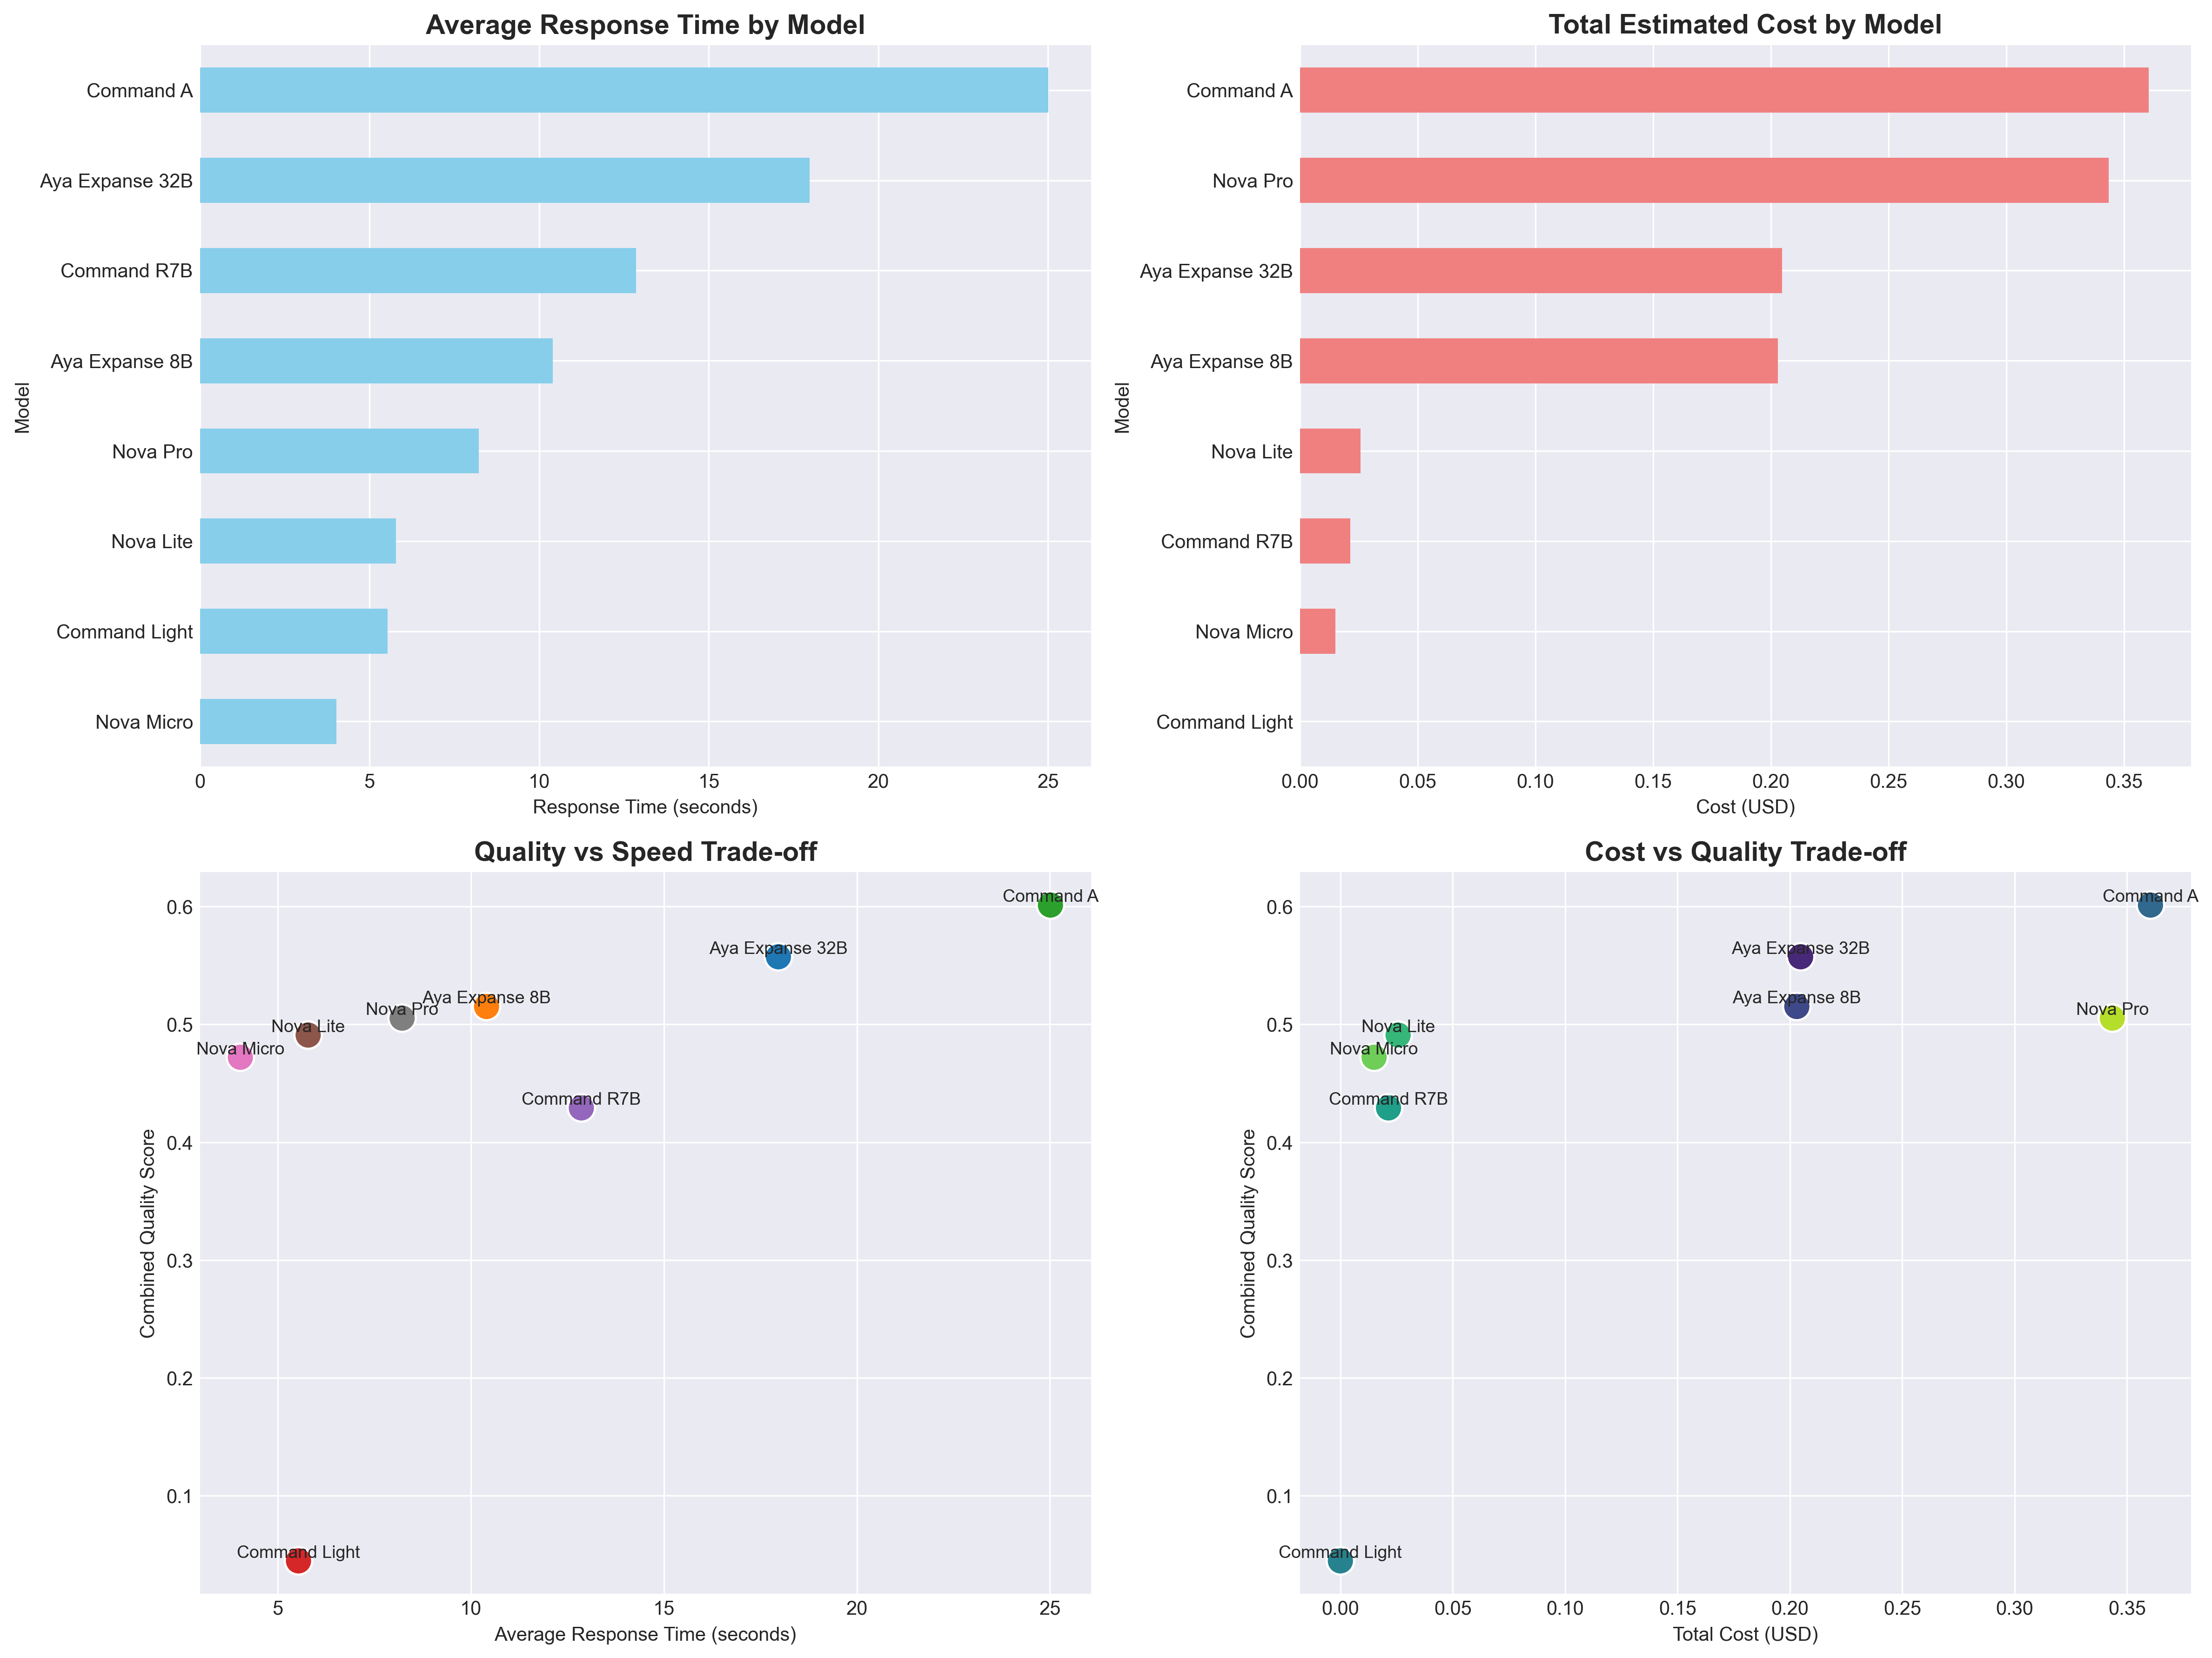 Average Response Time by Model
Model
Command A
Aya Expanse 32B
Command R7B
Aya Expanse 8B
Nova Pro
Nova Lite
Command Light
Nova Micro
0 5 10 15 20 25
Response Time (seconds)
Total Estimated Cost by Model
Model
Command A
Nova Pro
Aya Expanse 32B
Aya Expanse 8B
Nova Lite
Command R7B
Nova Micro
Command Light
0.00 0.05 0.10 0.15 0.20 0.25 0.30 0.35
Cost (USD)
Quality vs Speed Trade-off
Combined Quality Score
0.6
0.5
0.4
0.3
0.2
0.1
Command A
Aya Expanse 32B
Aya Expanse 8B
Nova Pro
Nova Lite
Nova Micro
Command R7B
Command Light
5 10 15 20 25
Average Response Time (seconds)
Cost vs Quality Trade-off
Combined Quality Score
0.6
0.5
0.4
0.3
0.2
0.1
Command A
Aya Expanse 32B
Aya Expanse 8B
Nova Pro
Nova Lite
Nova Micro
Command R7B
Command Light
0.00 0.05 0.10 0.15 0.20 0.25 0.30 0.35
Total Cost (USD)